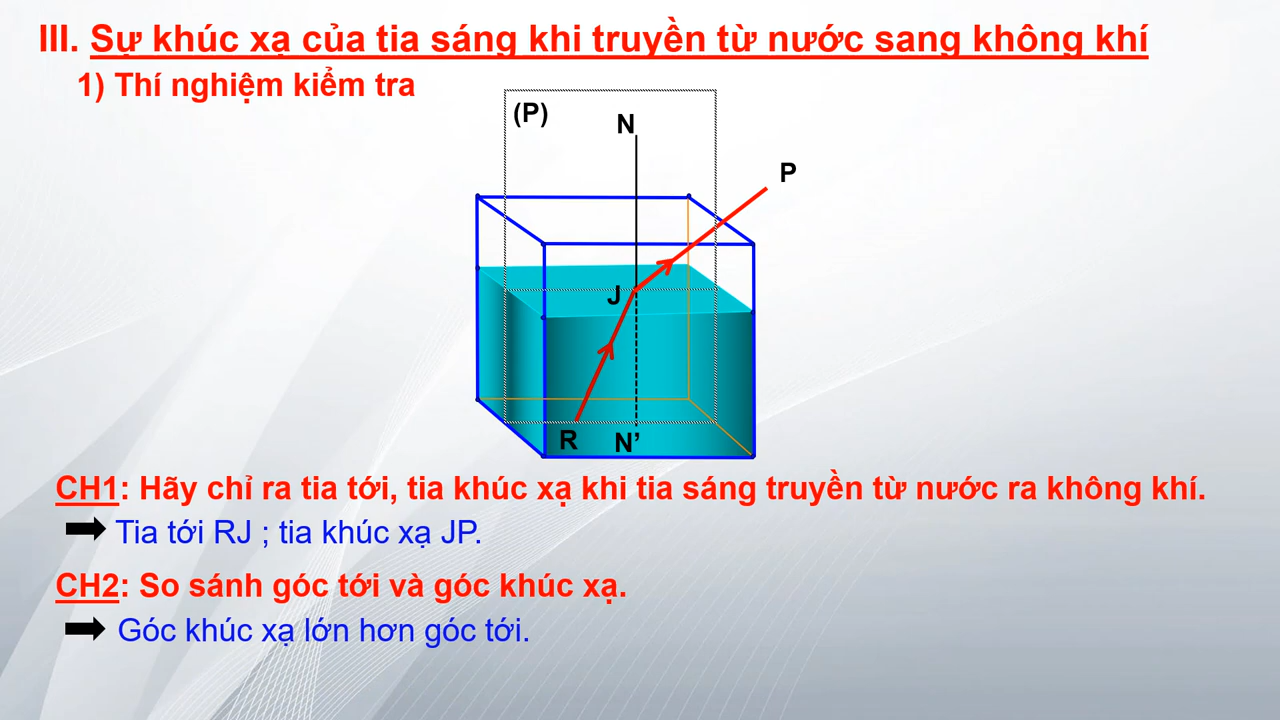 III. Sự khúc xạ của tia sáng khi truyền từ nước sang không khí
1) Thí nghiệm kiểm tra
(P)
N
P
J
R
N’
CH1: Hãy chỉ ra tia tới, tia khúc xạ khi tia sáng truyền từ nước ra không khí.
Tia tới RJ ; tia khúc xạ JP.
CH2: So sánh góc tới và góc khúc xạ.
Góc khúc xạ lớn hơn góc tới.